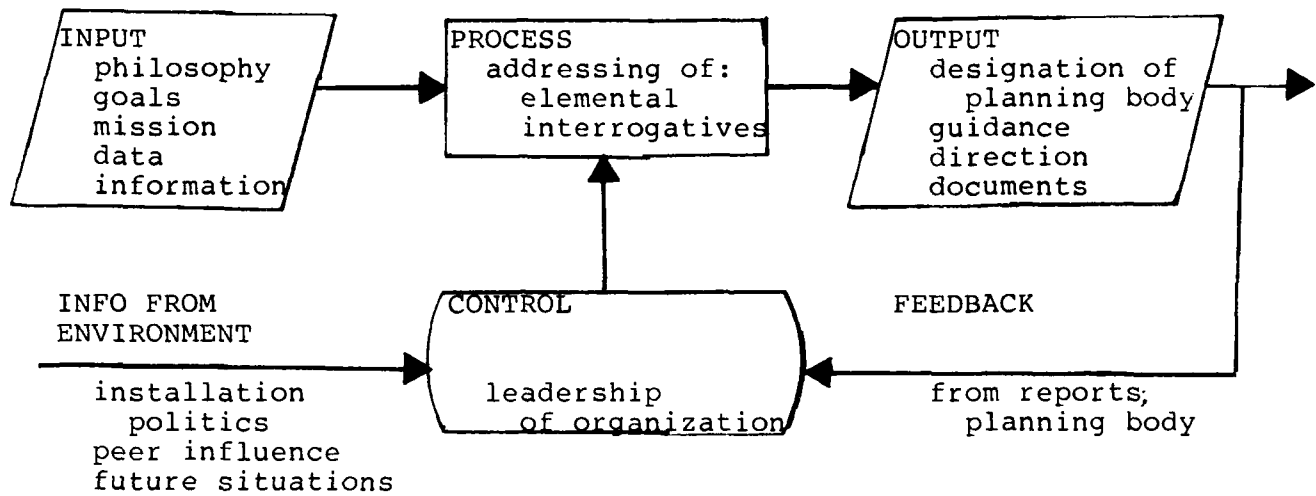 INPUT
philosophy
goals
mission
data
information
PROCESS
addressing of:
elemental
interrogatives
OUTPUT
designation of
planning body
guidance
direction
documents
INFO FROM
ENVIRONMENT
installation
politics
peer influence
future situations
CONTROL
leadership
of organization
FEEDBACK
from reports;
planning body